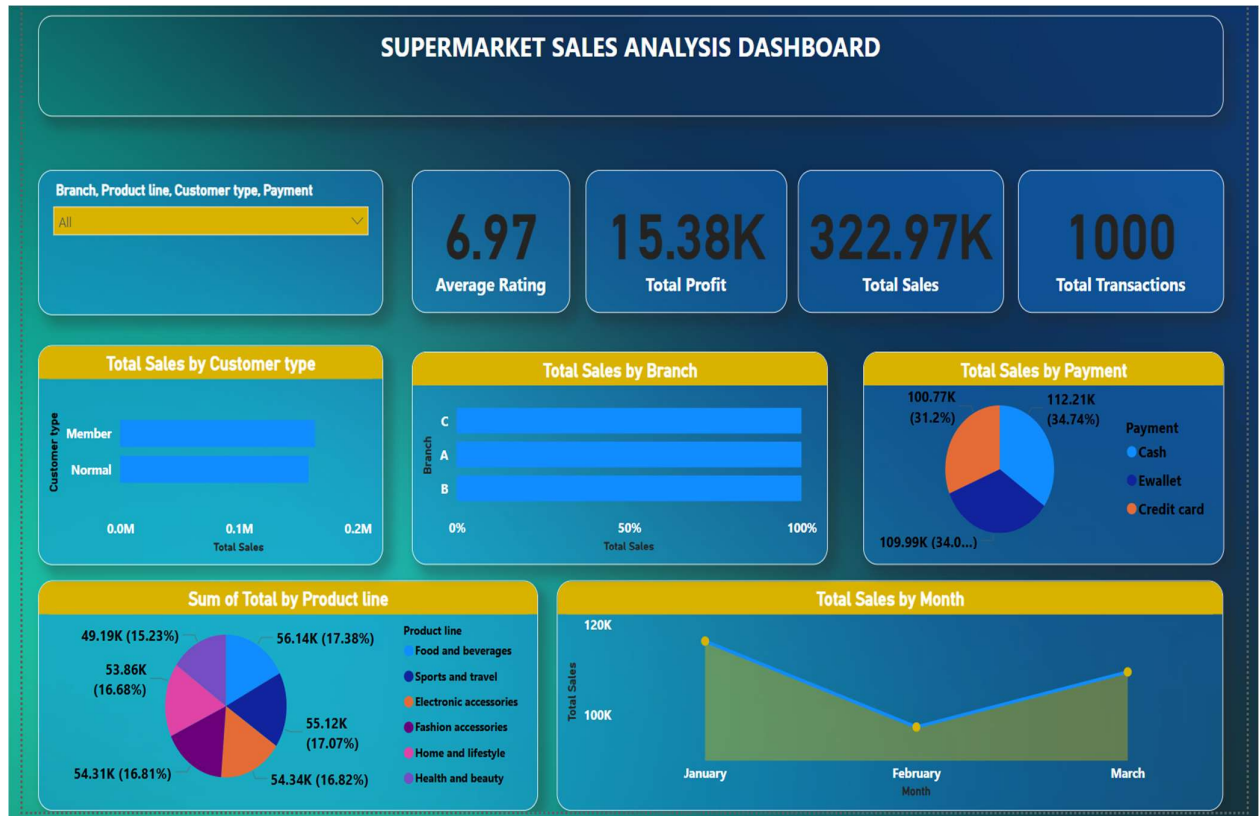 SUPERMARKET SALES ANALYSIS DASHBOARD
Branch, Product line, Customer type, Payment
All
6.97
Average Rating
15.38K
Total Profit
322.97K
Total Sales
1000
Total Transactions
Total Sales by Customer type
Customer type
Member
Normal
0.0M 0.1M 0.2M
Total Sales
Total Sales by Branch
Branch
C
A
B
0% 50% 100%
Total Sales
Total Sales by Payment
100.77K
(31.2%)
112.21K
(34.74%)
109.99K (34.0...)
Payment
Cash
Ewallet
Credit card
Sum of Total by Product line
49.19K (15.23%)
56.14K (17.38%)
53.86K
(16.68%)
55.12K
(17.07%)
54.31K (16.81%)
54.34K (16.82%)
Product line
Food and beverages
Sports and travel
Electronic accessories
Fashion accessories
Home and lifestyle
Health and beauty
Total Sales by Month
Total Sales
120K
100K
January February March
Month